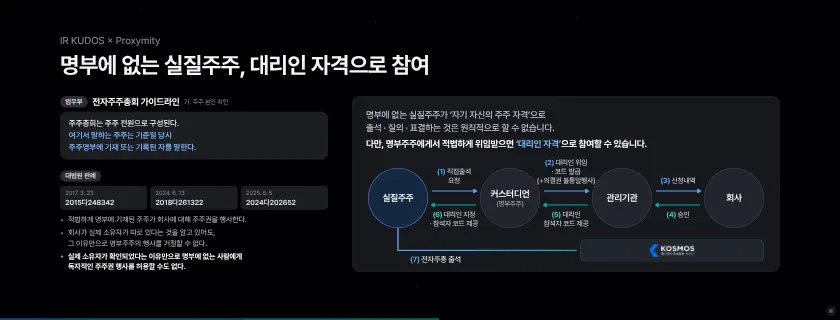 IR KUDOS × Proxymity
명부에 없는 실질주주, 대리인 자격으로 참여
법무부 전자주주총회 가이드라인 가. 주주 본인 확인
주주총회는 주주 전원으로 구성된다.
여기서 말하는 주주는 기준일 당시
주주명부에 기재 또는 기록된 자를 말한다.
대법원 판례
2017. 3. 23
2015다248342
2024. 6. 13
2018다261322
2025. 6. 5
2024다202652
• 적법하게 명부에 기재된 주주가 회사에 대해 주주권을 행사한다.
• 회사가 실제 소유자가 따로 있다는 것을 알고 있어도,
그 이유만으로 명부주주의 행사를 거절할 수 없다.
• 실제 소유자가 확인되었다는 이유만으로 명부에 없는 사람에게
독자적인 주주권 행사를 허용할 수도 없다.
명부에 없는 실질주주가 '자기 자신의 주주 자격'으로
출석 · 질의 · 표결하는 것은 원칙적으로 할 수 없습니다.
다만, 명부주주에게서 적법하게 위임받으면 '대리인 자격'으로 참여할 수 있습니다.
실질주주
(1) 직접출석
요청
(6) 대리인 지정
· 참석자 코드 제공
커스터디언
(명부주주)
(2) 대리인 위임
· 코드 발급
(+의결권 불통일행사)
(5) 대리인
참석자 코드 제공
관리기관
(3) 신청내역
(4) 승인
회사
(7) 전자주총 출석
KOSMOS